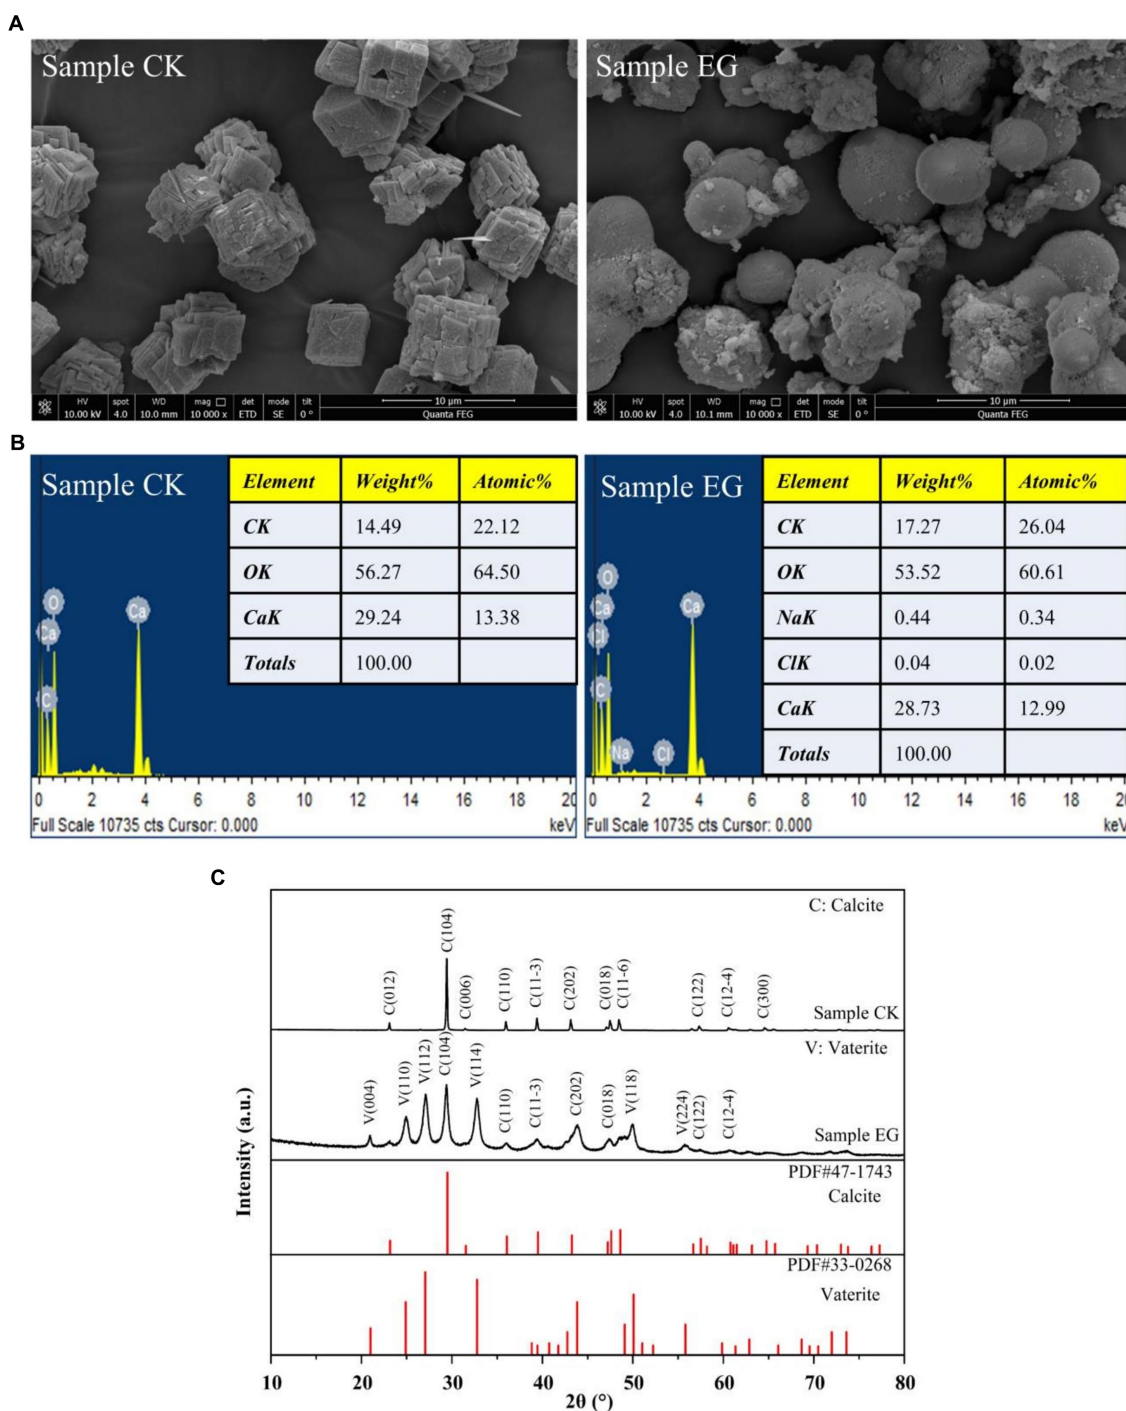 A
Sample CK
Sample EG
HV spot WD mag det mode tilt
10.00 kV 4.0 10.0 mm 10 000 x ETD SE 0 °
10 μm
Quanta FEG
HV spot WD mag det mode tilt
10.00 kV 4.0 10.1 mm 10 000 x ETD SE 0 °
10 μm
Quanta FEG
B
Sample CK
Element Weight% Atomic%
CK 14.49 22.12
OK 56.27 64.50
CaK 29.24 13.38
Totals 100.00
O
Ca
C
Ca
0 2 4 6 8 10 12 14 16 18 20
Full Scale 10735 cts Cursor: 0.000 keV
Sample EG
Element Weight% Atomic%
CK 17.27 26.04
OK 53.52 60.61
NaK 0.44 0.34
ClK 0.04 0.02
CaK 28.73 12.99
Totals 100.00
O
Ca
Cl
C
Na
Cl
Ca
0 2 4 6 8 10 12 14 16 18 20
Full Scale 10735 cts Cursor: 0.000 keV
C
C: Calcite
C(012)
C(104)
C(006)
C(110)
C(11-3)
C(202)
C(018)
C(11-6)
C(122)
C(12-4)
C(300)
Sample CK
V: Vaterite
V(004)
V(110)
V(112)
C(104)
V(114)
C(110)
C(11-3)
C(202)
C(018)
V(118)
V(224)
C(122)
C(12-4)
Sample EG
PDF#47-1743
Calcite
PDF#33-0268
Vaterite
Intensity (a.u.)
10 20 30 40 50 60 70 80
2θ (°)